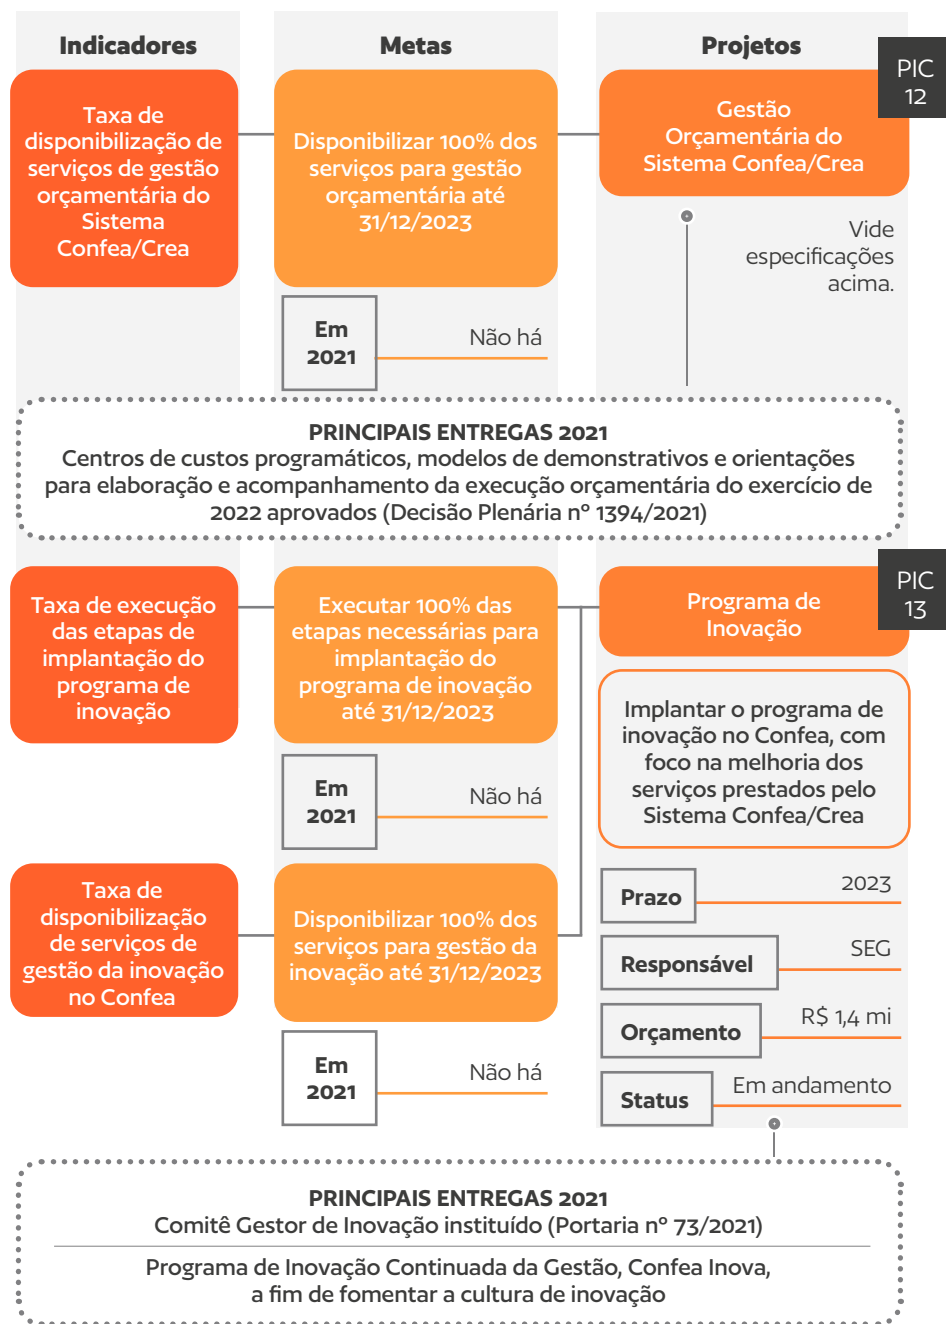 Indicadores
Metas
Projetos
PIC
12
Taxa de
disponibilização de
serviços de gestão
orçamentária do
Sistema
Confea/Crea
Disponibilizar 100% dos
serviços para gestão
orçamentária até
31/12/2023
Gestão
Orçamentária do
Sistema Confea/Crea
Vide
especificações
acima.
Em
2021
Não há
PRINCIPAIS ENTREGAS 2021
Centros de custos programáticos, modelos de demonstrativos e orientações
para elaboração e acompanhamento da execução orçamentária do exercício de
2022 aprovados (Decisão Plenária nº 1394/2021)
PIC
13
Taxa de execução
das etapas de
implantação do
programa de
inovação
Executar 100% das
etapas necessárias para
implantação do
programa de inovação
até 31/12/2023
Programa de
Inovação
Em
2021
Não há
Implantar o programa de
inovação no Confea, com
foco na melhoria dos
serviços prestados pelo
Sistema Confea/Crea
Taxa de
disponibilização
de serviços de
gestão da inovação
no Confea
Disponibilizar 100% dos
serviços para gestão da
inovação até 31/12/2023
Em
2021
Não há
Prazo 2023
Responsável SEG
Orçamento R$ 1,4 mi
Status Em andamento
PRINCIPAIS ENTREGAS 2021
Comitê Gestor de Inovação instituído (Portaria nº 73/2021)
Programa de Inovação Continuada da Gestão, Confea Inova,
a fim de fomentar a cultura de inovação